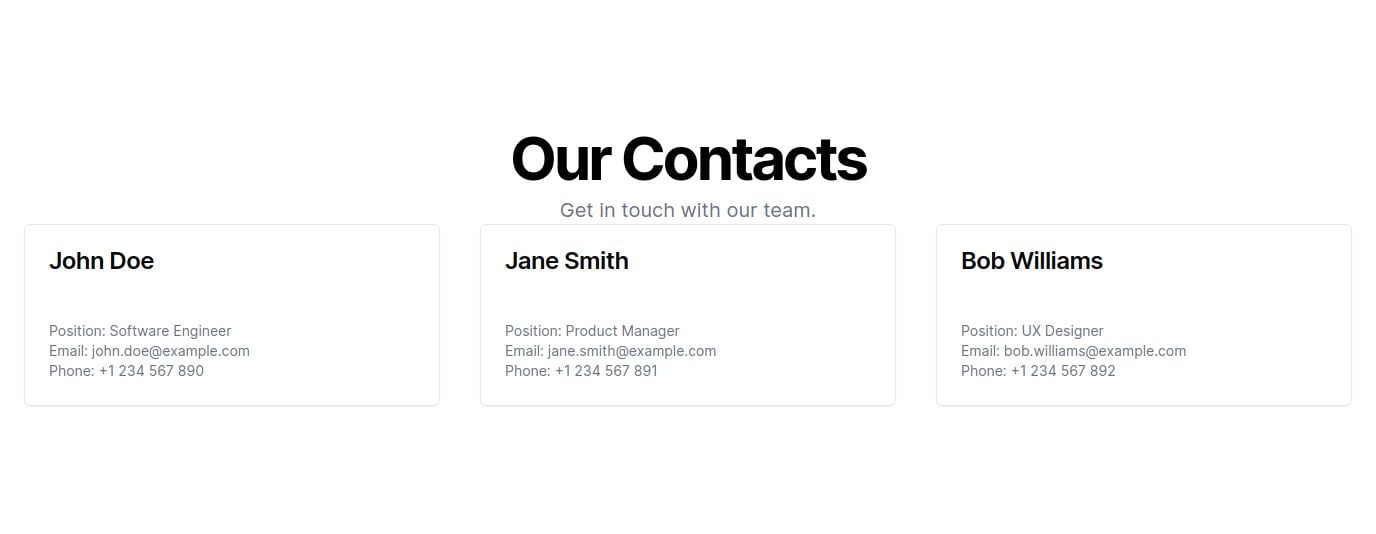 Our Contacts
Get in touch with our team.
John Doe
Position: Software Engineer
Email: john.doe@example.com
Phone: +1 234 567 890
Jane Smith
Position: Product Manager
Email: jane.smith@example.com
Phone: +1 234 567 891
Bob Williams
Position: UX Designer
Email: bob.williams@example.com
Phone: +1 234 567 892